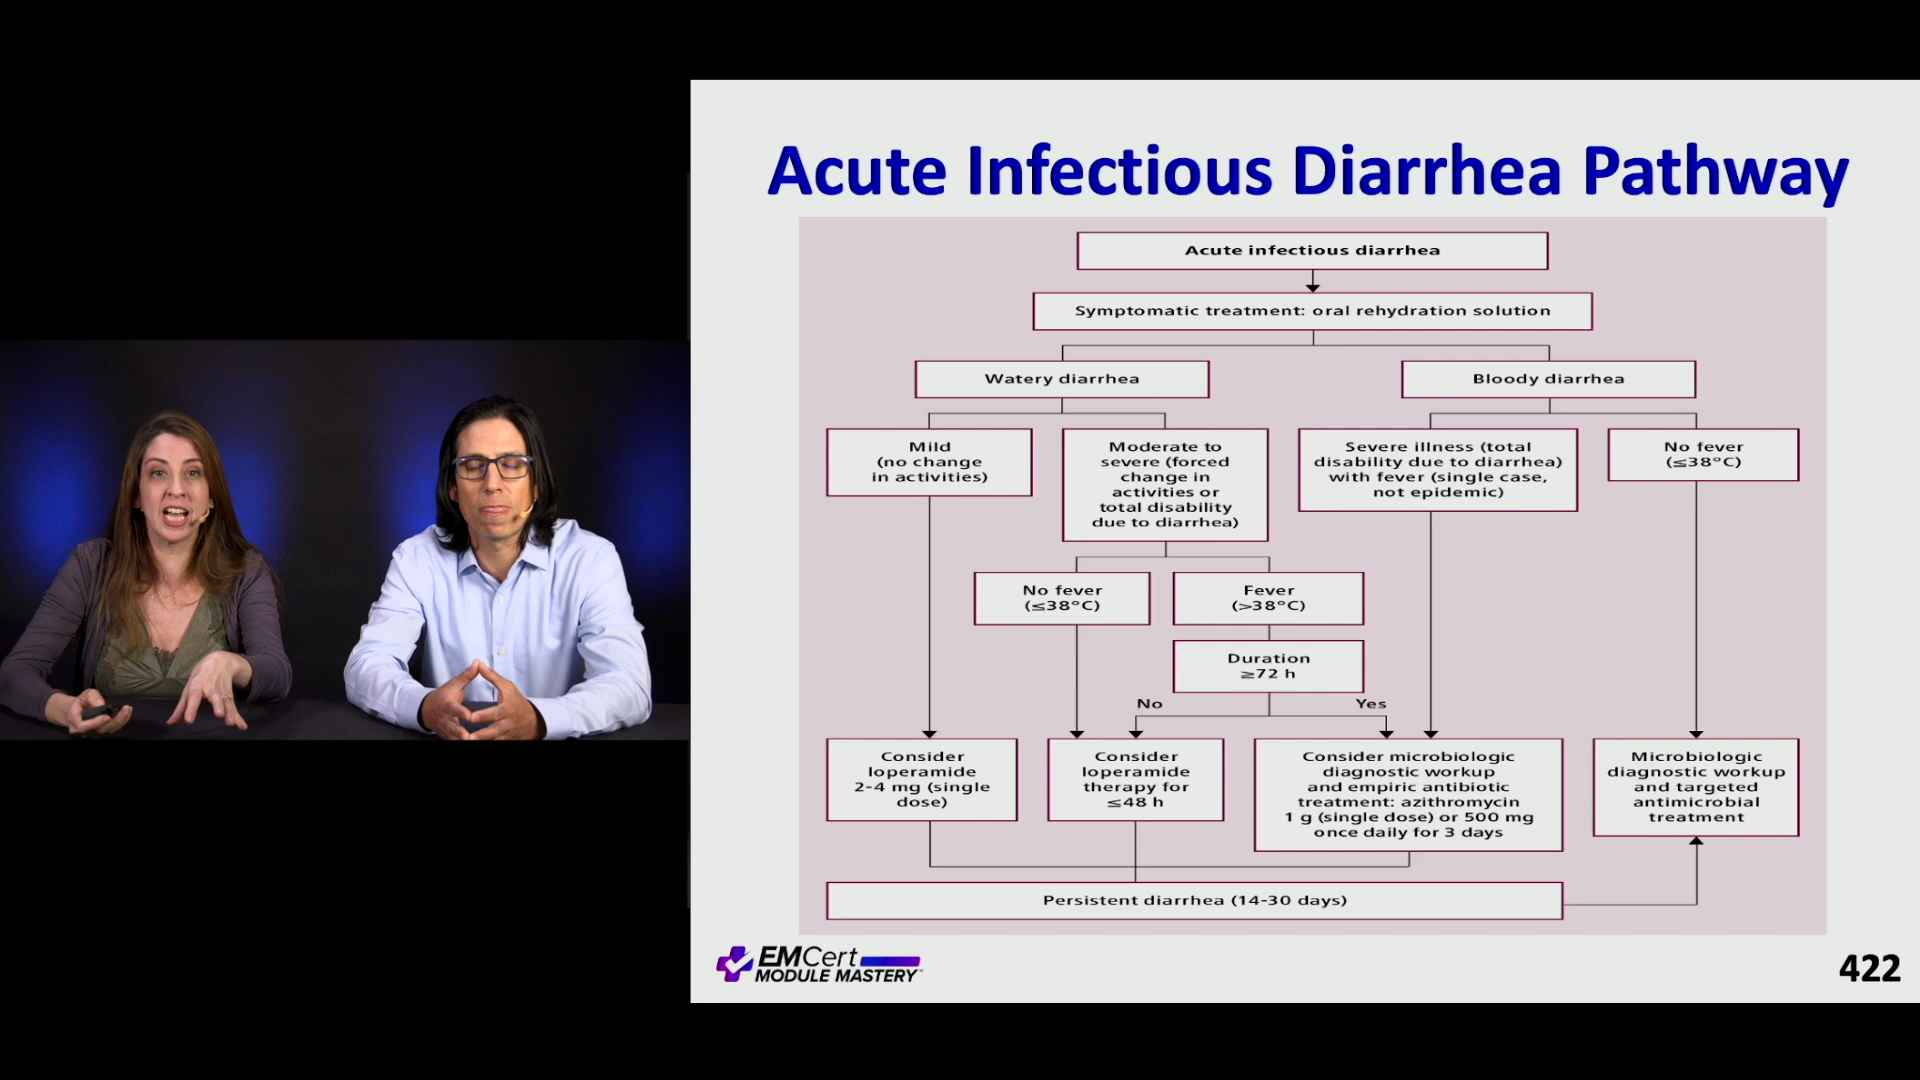 Acute Infectious Diarrhea Pathway
Acute infectious diarrhea
Symptomatic treatment: oral rehydration solution
Watery diarrhea
Bloody diarrhea
Mild
(no change
in activities)
Moderate to
severe (forced
change in
activities or
total disability
due to diarrhea)
Severe illness (total
disability due to diarrhea)
with fever (single case,
not epidemic)
No fever
(≤38°C)
No fever
(≤38°C)
Fever
(>38°C)
Duration
≥72 h
No
Yes
Consider
loperamide
2-4 mg (single
dose)
Consider
loperamide
therapy for
≤48 h
Consider microbiologic
diagnostic workup
and empiric antibiotic
treatment: azithromycin
1 g (single dose) or 500 mg
once daily for 3 days
Microbiologic
diagnostic workup
and targeted
antimicrobial
treatment
Persistent diarrhea (14-30 days)
EMCert
MODULE MASTERY™
422